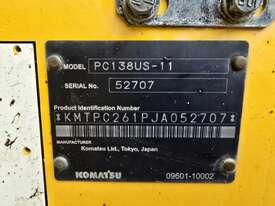 MODEL PC138US-11
SERIAL NO. 52707
Product Identification Number
*KMTPC261PJA052707*
MANUFACTURER
Komatsu Ltd., Tokyo, Japan
KOMATSU 09601-10002